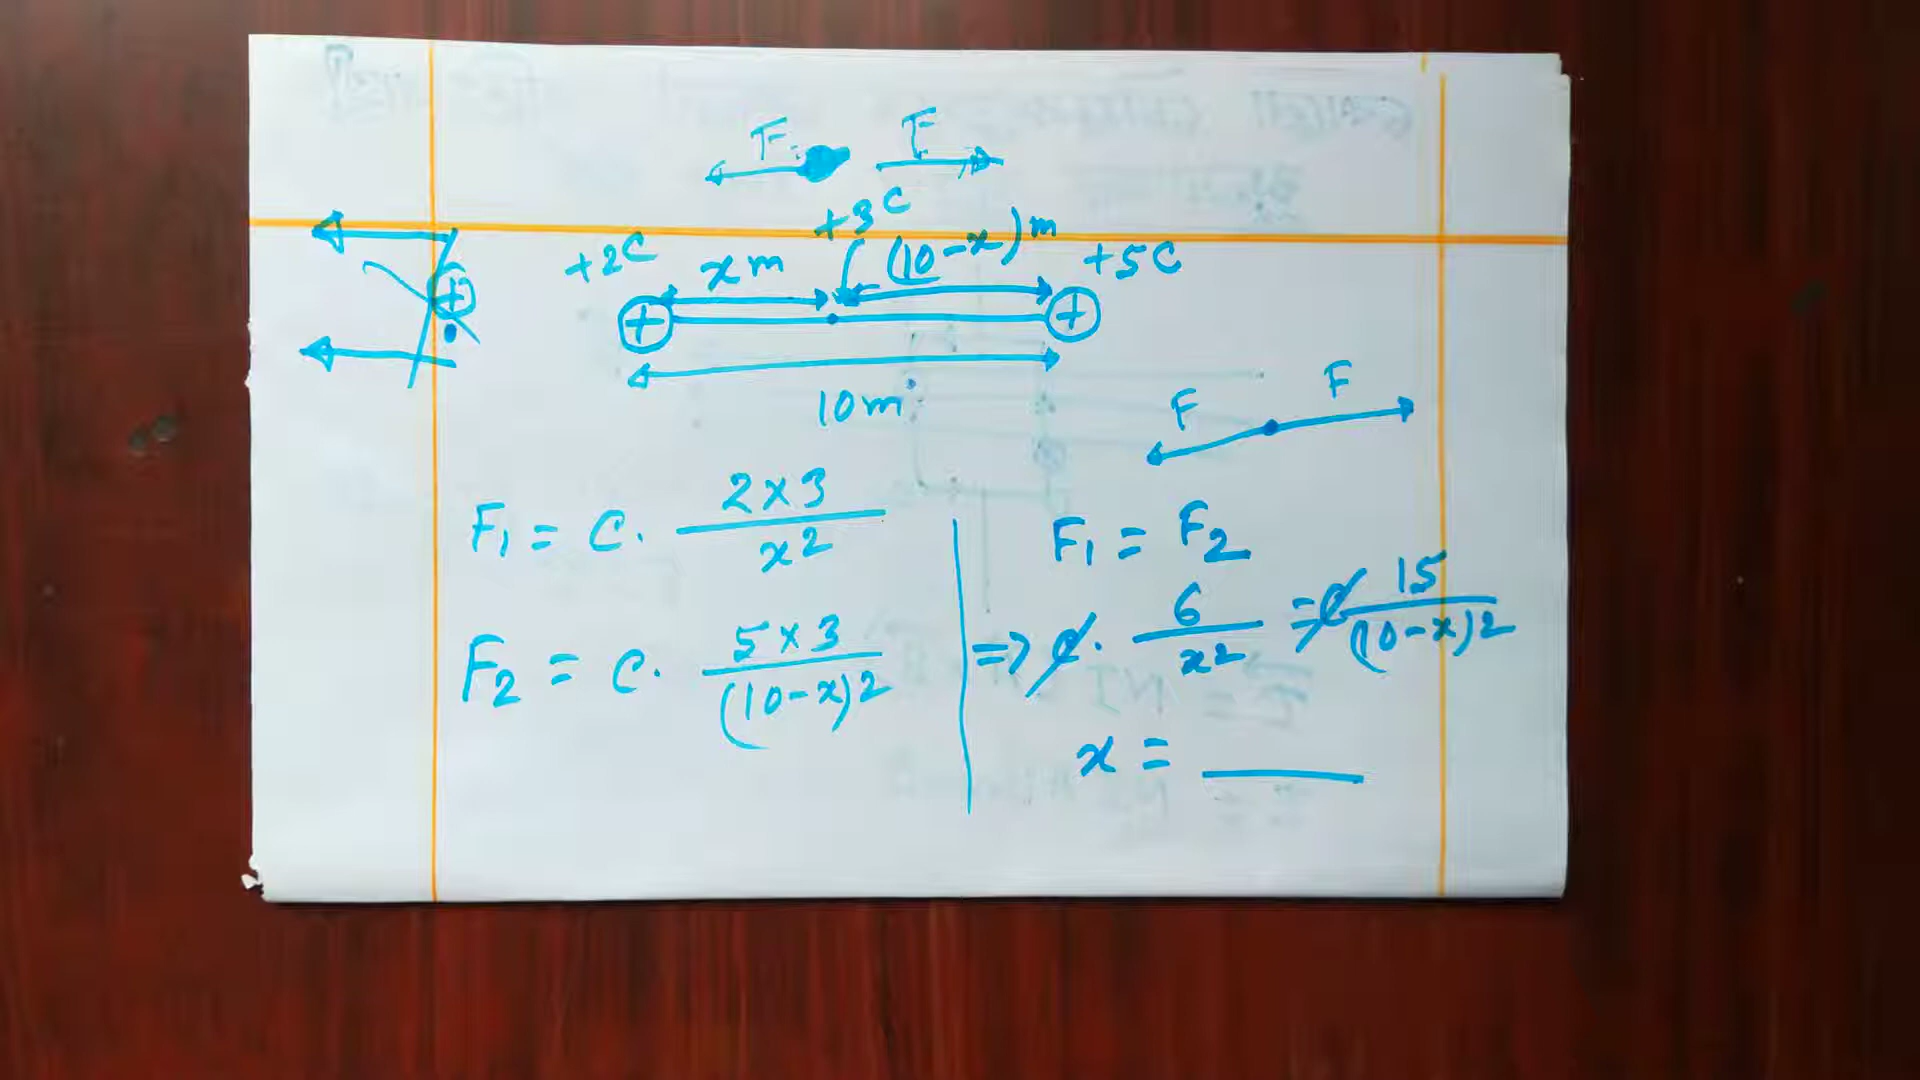 F F
+3C
+2C x m (10-x) m +5C
+ + +
10m
F F
F₁ = C. 2×3 / x2
F₂ = C. 5×3 / (10-x)2
F₁ = F₂
=> C. 6 / x2 = C 15 / (10-x)2
x = ____